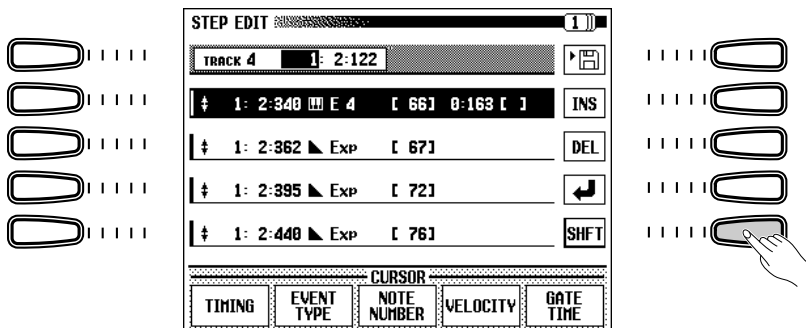 STEP EDIT 1
TRACK 4 1: 2:122
1: 2:340 E 4 [ 66] 0:163 [ ] INS
1: 2:362 Exp [ 67] DEL
1: 2:395 Exp [ 72]
1: 2:440 Exp [ 76] SHFT
CURSOR
TIMING EVENT TYPE NOTE NUMBER VELOCITY GATE TIME